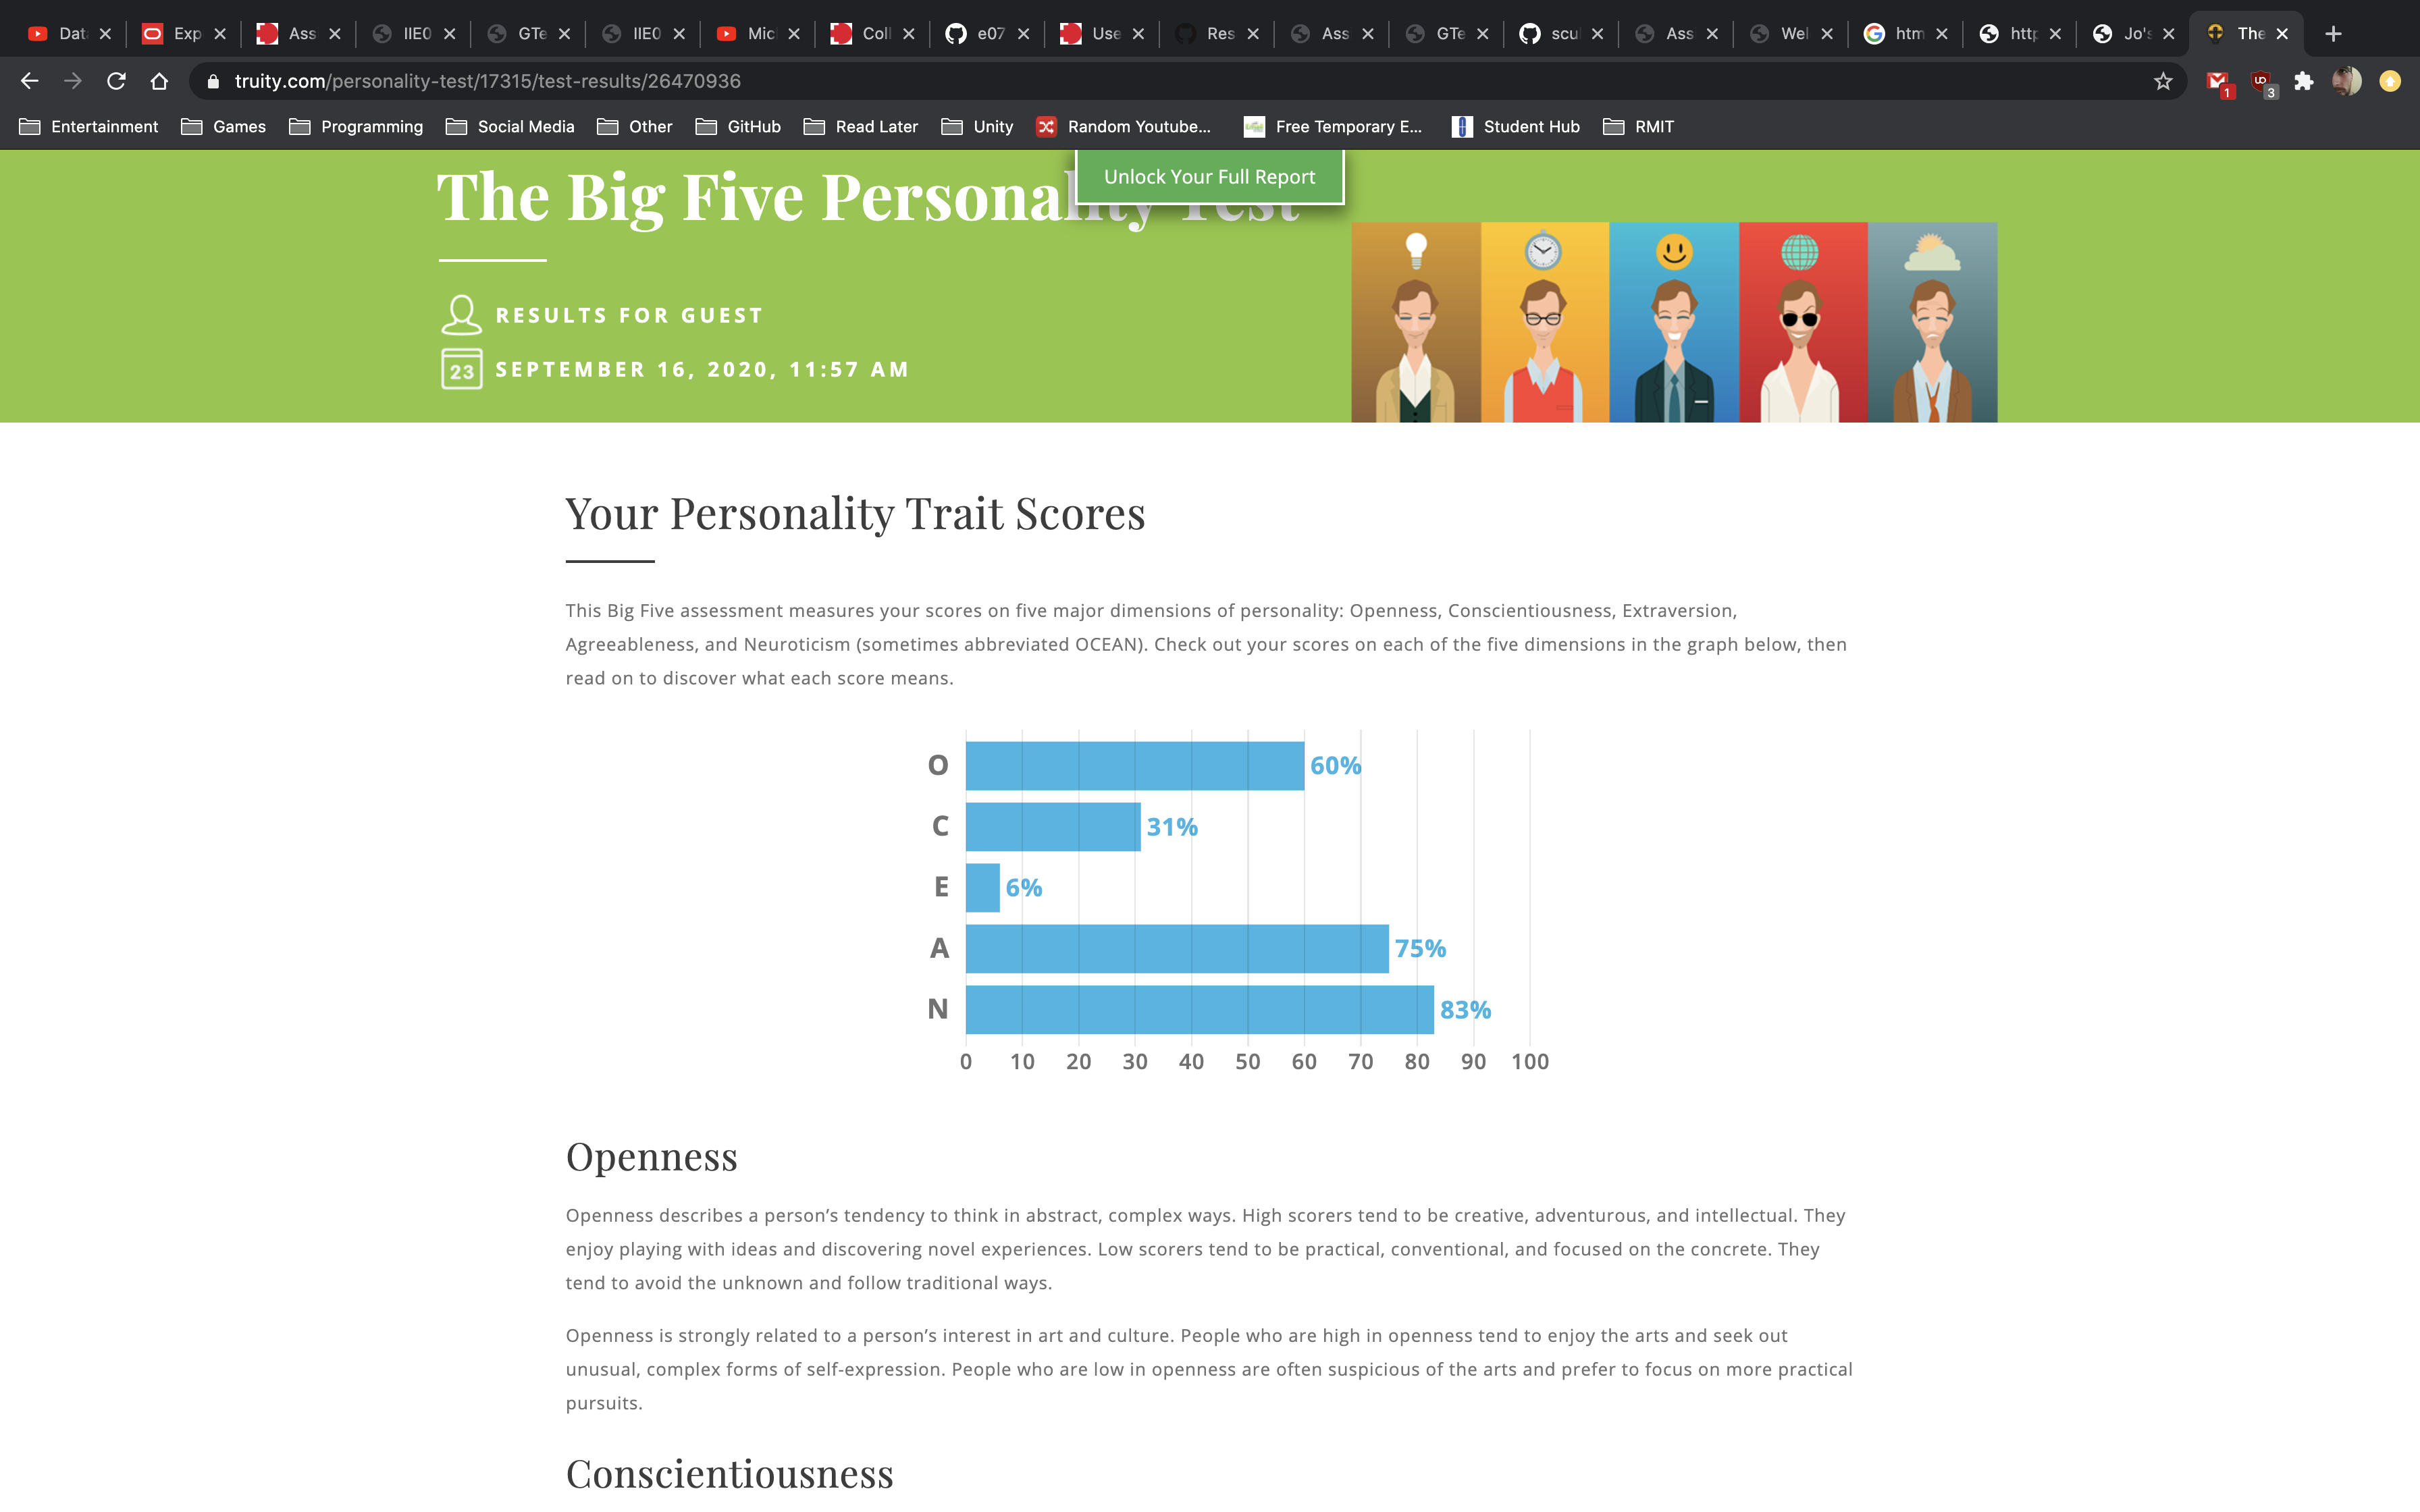 Dat
Exp
Ass
IIE0
GTe
IIE0
Mic
Coll
e07
Use
Res
Ass
GTe
scul
Ass
Wel
htm
http
Jo's
The
truity.com/personality-test/17315/test-results/26470936
1
3
Entertainment
Games
Programming
Social Media
Other
GitHub
Read Later
Unity
Random Youtube...
Free Temporary E...
Student Hub
RMIT
Unlock Your Full Report
The Big Five Personality Test
RESULTS FOR GUEST
23
SEPTEMBER 16, 2020, 11:57 AM
Your Personality Trait Scores
This Big Five assessment measures your scores on five major dimensions of personality: Openness, Conscientiousness, Extraversion,
Agreeableness, and Neuroticism (sometimes abbreviated OCEAN). Check out your scores on each of the five dimensions in the graph below, then
read on to discover what each score means.
O 60%
C 31%
E 6%
A 75%
N 83%
0 10 20 30 40 50 60 70 80 90 100
Openness
Openness describes a person’s tendency to think in abstract, complex ways. High scorers tend to be creative, adventurous, and intellectual. They
enjoy playing with ideas and discovering novel experiences. Low scorers tend to be practical, conventional, and focused on the concrete. They
tend to avoid the unknown and follow traditional ways.
Openness is strongly related to a person’s interest in art and culture. People who are high in openness tend to enjoy the arts and seek out
unusual, complex forms of self-expression. People who are low in openness are often suspicious of the arts and prefer to focus on more practical
pursuits.
Conscientiousness